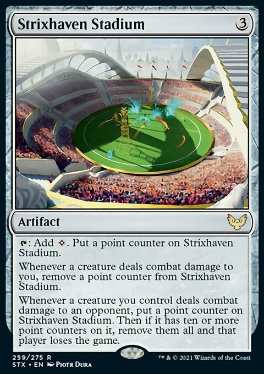 Strixhaven Stadium 3
Artifact
: Add . Put a point counter on Strixhaven
Stadium.
Whenever a creature deals combat damage to
you, remove a point counter from Strixhaven
Stadium.
Whenever a creature you control deals combat
damage to an opponent, put a point counter on
Strixhaven Stadium. Then if it has ten or more
point counters on it, remove them all and that
player loses the game.
259/275 R
STX • EN Piotr Dura
™ & © 2021 Wizards of the Coast